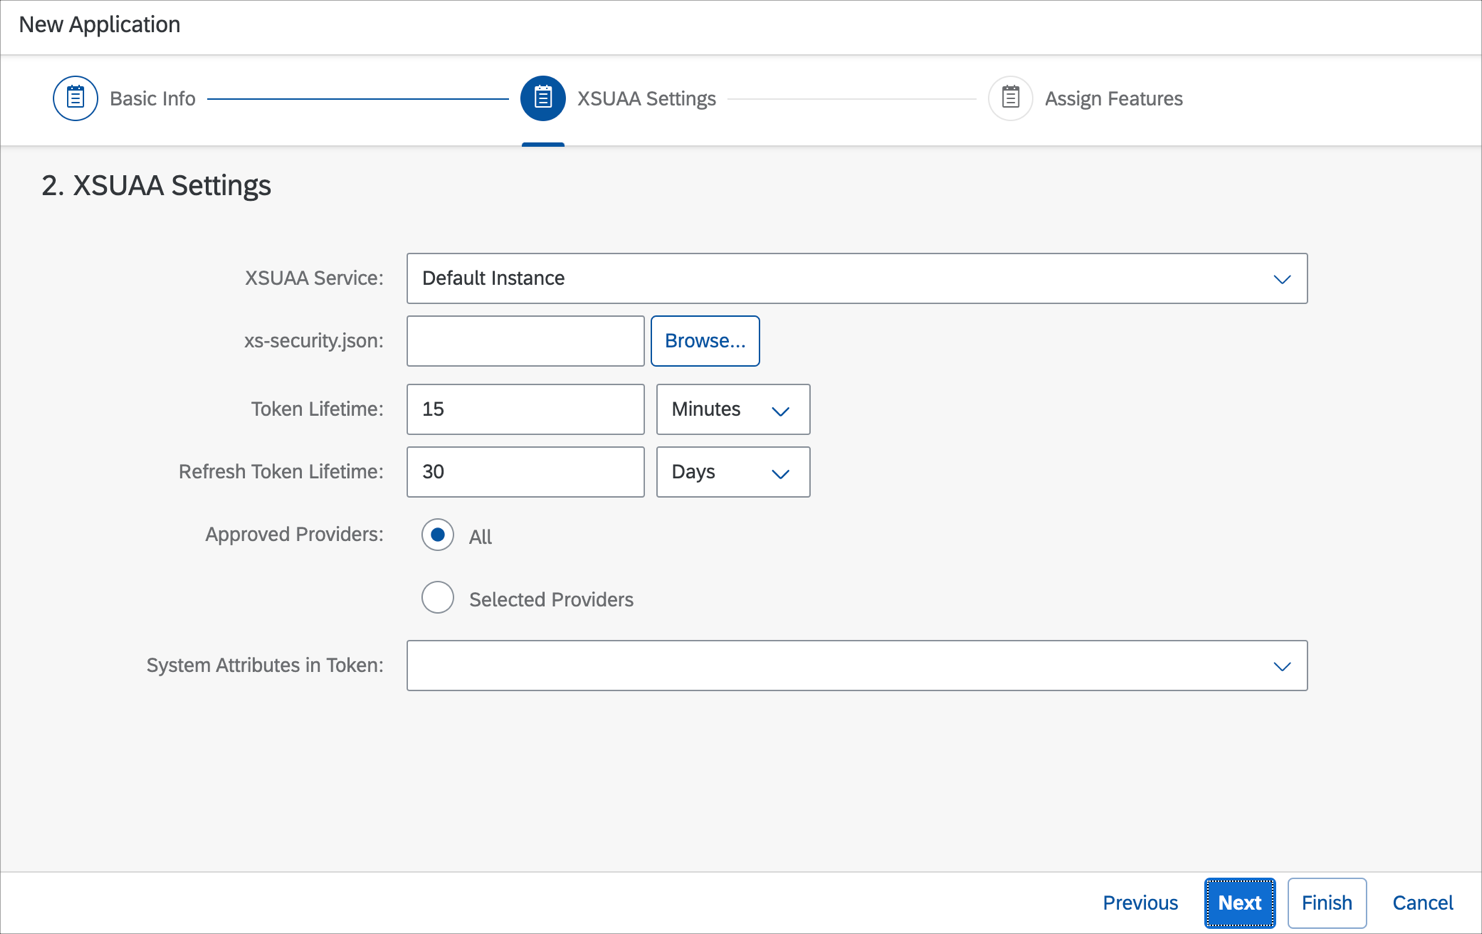 New Application
Basic Info
XSUAA Settings
Assign Features
2. XSUAA Settings
XSUAA Service: Default Instance
xs-security.json: Browse...
Token Lifetime: 15 Minutes
Refresh Token Lifetime: 30 Days
Approved Providers: All
Selected Providers
System Attributes in Token:
Previous Next Finish Cancel